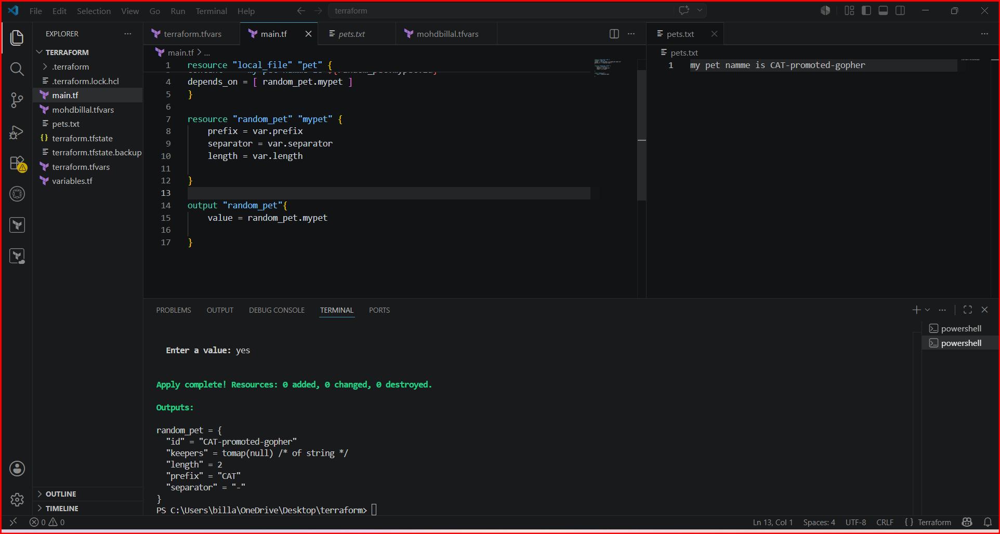 File Edit Selection View Go Run Terminal Help
terraform
EXPLORER
TERRAFORM
.terraform
.terraform.lock.hcl
main.tf
mohdbillal.tfvars
pets.txt
terraform.tfstate
terraform.tfstate.backup
terraform.tfvars
variables.tf
OUTLINE
TIMELINE
terraform.tfvars main.tf pets.txt mohdbillal.tfvars
main.tf > ...
1 resource "local_file" "pet" {
4 depends_on = [ random_pet.mypet ]
5 }
6
7 resource "random_pet" "mypet" {
8 prefix = var.prefix
9 separator = var.separator
10 length = var.length
11
12 }
13
14 output "random_pet"{
15 value = random_pet.mypet
16
17 }
pets.txt
pets.txt
1 my pet namme is CAT-promoted-gopher
PROBLEMS OUTPUT DEBUG CONSOLE TERMINAL PORTS
powershell
powershell
Enter a value: yes
Apply complete! Resources: 0 added, 0 changed, 0 destroyed.
Outputs:
random_pet = {
"id" = "CAT-promoted-gopher"
"keepers" = tomap(null) /* of string */
"length" = 2
"prefix" = "CAT"
"separator" = "-"
}
PS C:\Users\billa\OneDrive\Desktop\terraform>
0 0
Ln 13, Col 1 Spaces: 4 UTF-8 CRLF { } Terraform